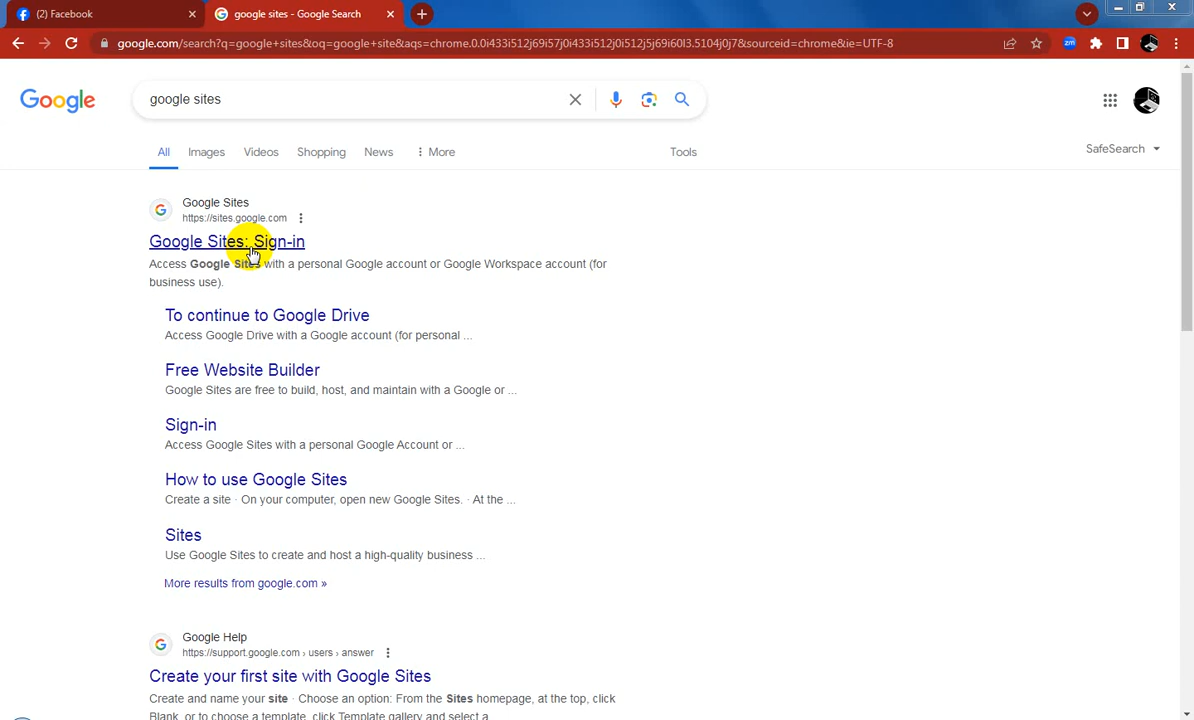 (2) Facebook
google sites - Google Search
google.com/search?q=google+sites&oq=google+site&aqs=chrome.0.0i433i512j69i57j0i433i512j0i512j5j69i60l3.5104j0j7&sourceid=chrome&ie=UTF-8
zm
Google
google sites
All Images Videos Shopping News More Tools SafeSearch
Google Sites
https://sites.google.com
Google Sites: Sign-in
Access Google Sites with a personal Google account or Google Workspace account (for
business use).
To continue to Google Drive
Access Google Drive with a Google account (for personal ...
Free Website Builder
Google Sites are free to build, host, and maintain with a Google or ...
Sign-in
Access Google Sites with a personal Google Account or ...
How to use Google Sites
Create a site · On your computer, open new Google Sites. · At the ...
Sites
Use Google Sites to create and host a high-quality business ...
More results from google.com »
Google Help
https://support.google.com › users › answer
Create your first site with Google Sites
Create and name your site · Choose an option: From the Sites homepage, at the top, click
Blank, or to choose a template, click Template gallery and select a